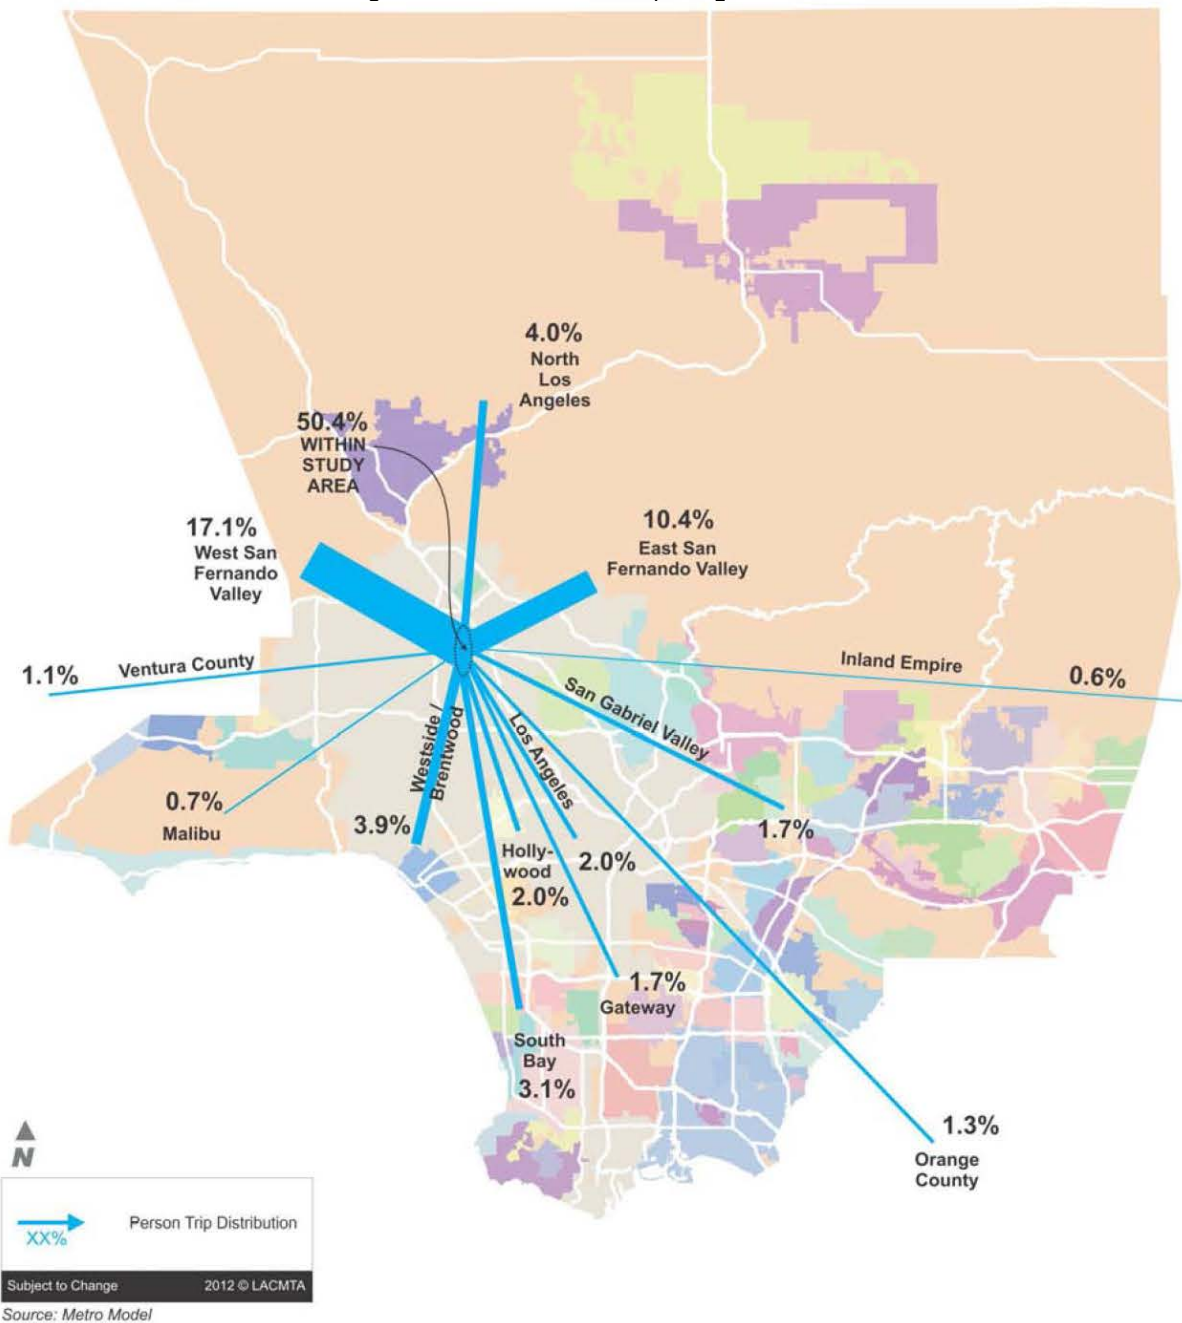 4.0%
North
Los
Angeles
50.4%
WITHIN
STUDY
AREA
17.1%
West San
Fernando
Valley
10.4%
East San
Fernando Valley
1.1%
Ventura County
Inland Empire
0.6%
San Gabriel Valley
1.7%
Westside /
Brentwood
3.9%
Los Angeles
2.0%
0.7%
Malibu
Holly-
wood
2.0%
1.7%
Gateway
South
Bay
3.1%
1.3%
Orange
County
N
XX%
Person Trip Distribution
Subject to Change
2012 © LACMTA
Source: Metro Model